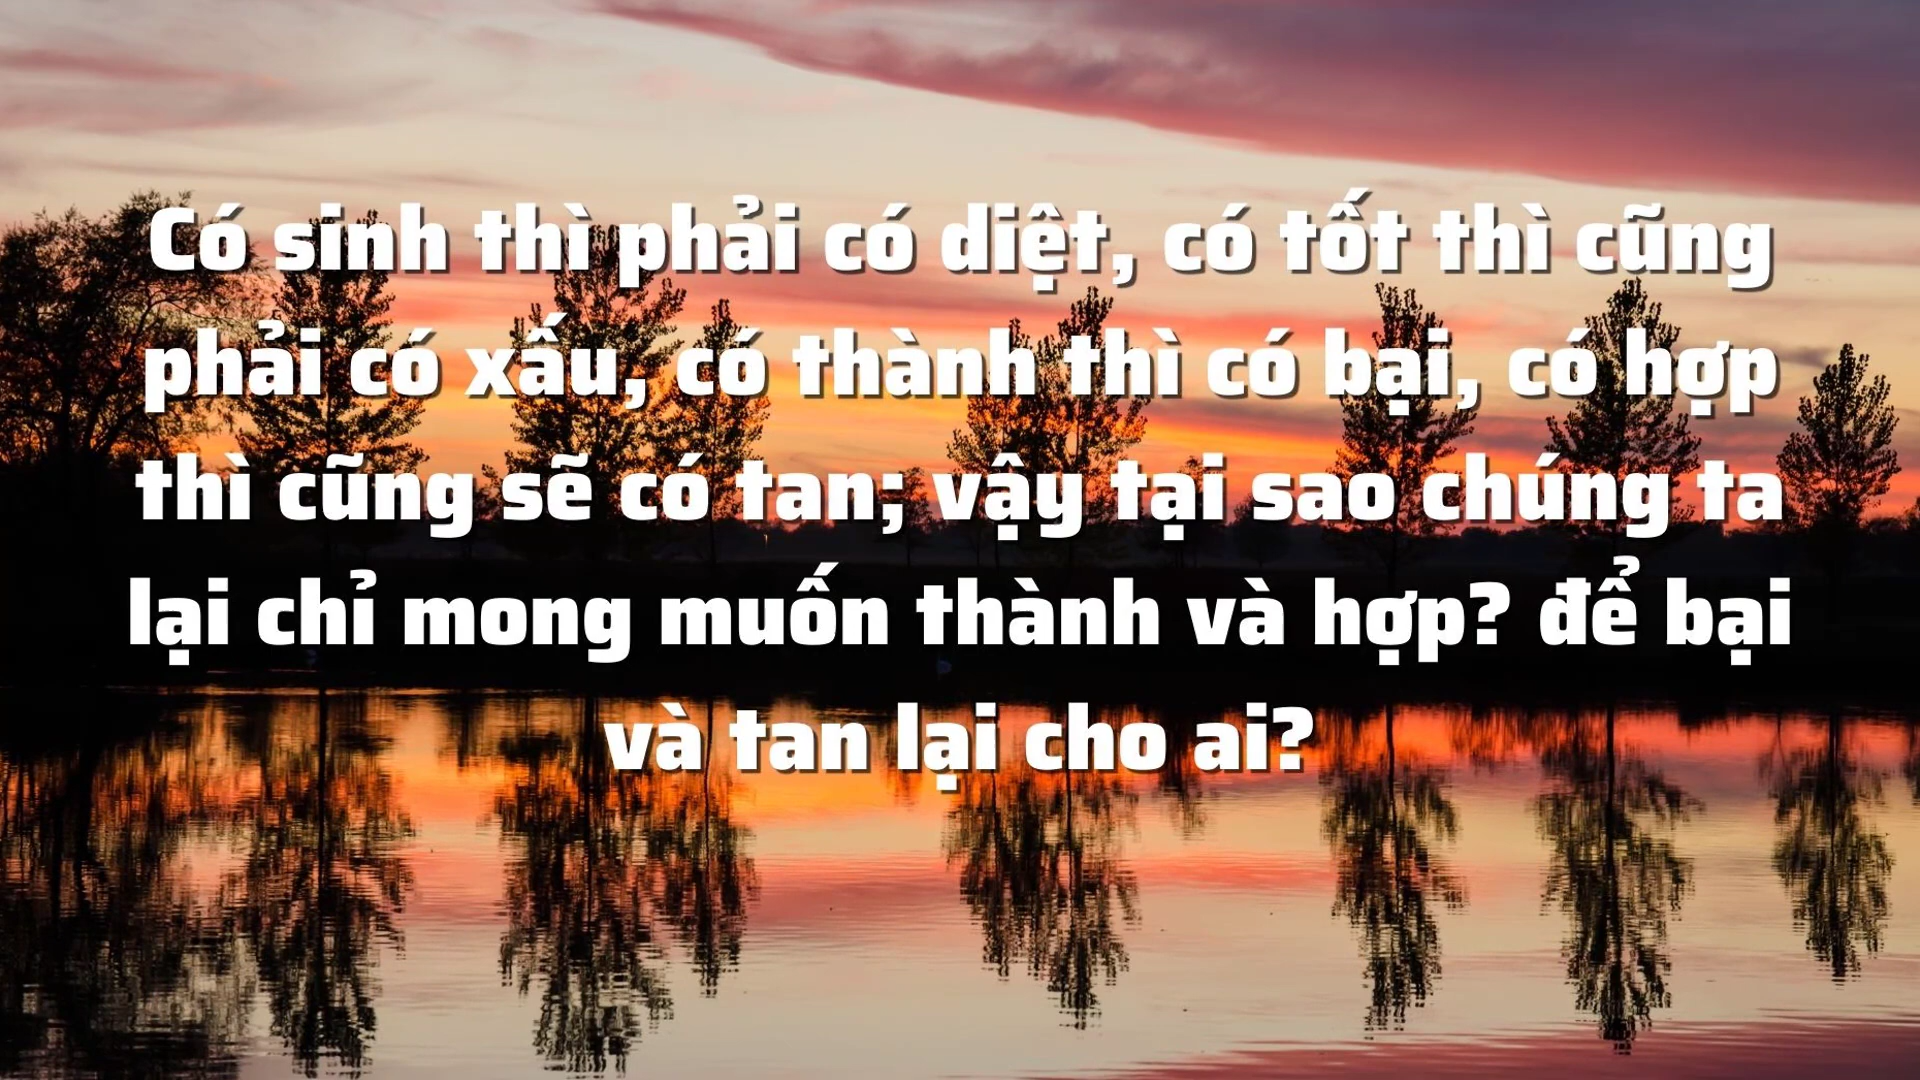 Có sinh thì phải có diệt, có tốt thì cũng
phải có xấu, có thành thì có bại, có hợp
thì cũng sẽ có tan; vậy tại sao chúng ta
lại chỉ mong muốn thành và hợp? để bại
và tan lại cho ai?